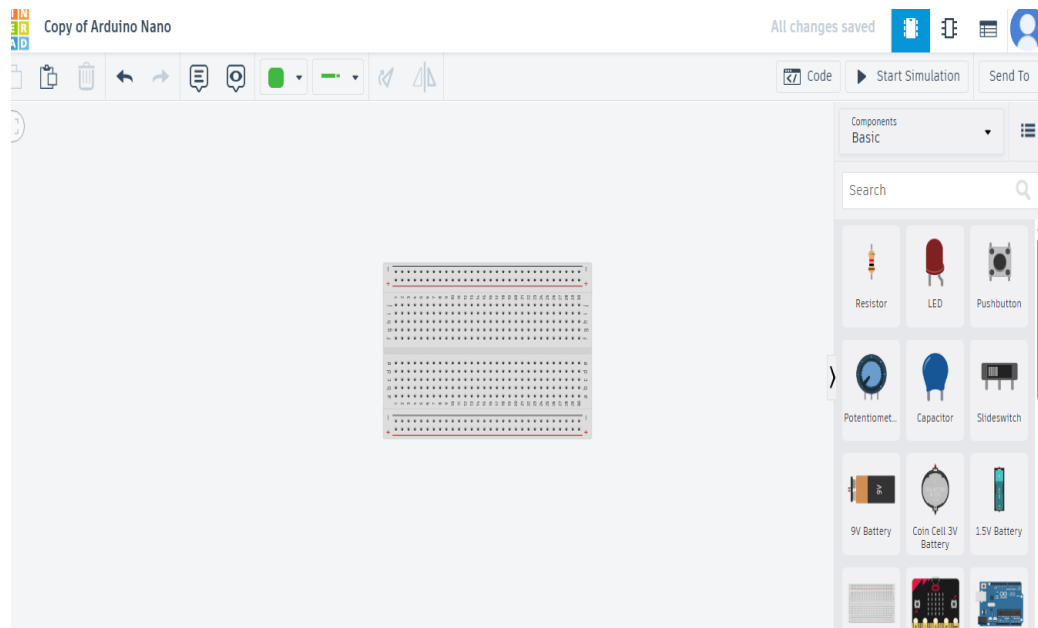 Copy of Arduino Nano
All changes saved
Code
Start Simulation
Send To
Components
Basic
Search
Resistor
LED
Pushbutton
Potentiomet...
Capacitor
Slideswitch
9V
9V Battery
Coin Cell 3V
Battery
1.5V Battery